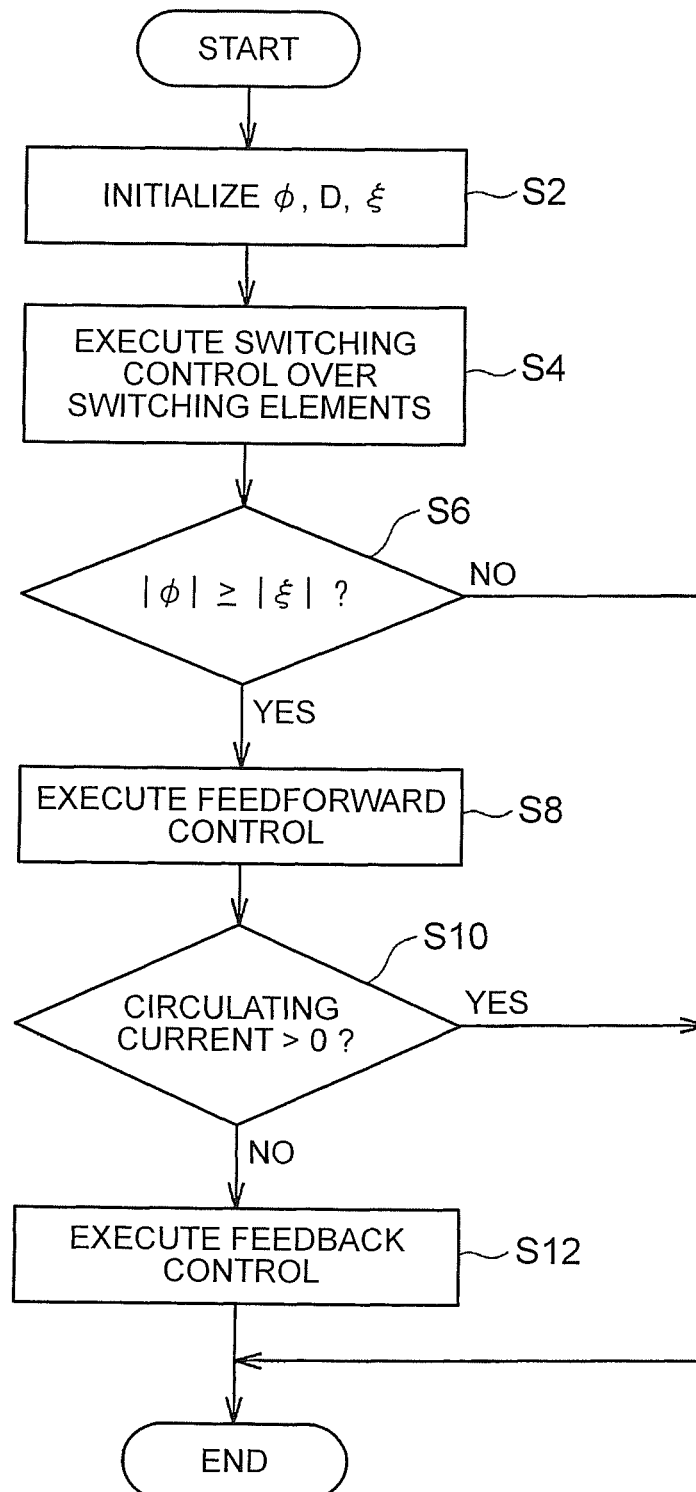 START
INITIALIZE ϕ, D, ξ
S2
EXECUTE SWITCHING
CONTROL OVER
SWITCHING ELEMENTS
S4
S6
|ϕ| ≥ |ξ| ?
NO
YES
EXECUTE FEEDFORWARD
CONTROL
S8
S10
CIRCULATING
CURRENT > 0 ?
YES
NO
EXECUTE FEEDBACK
CONTROL
S12
END